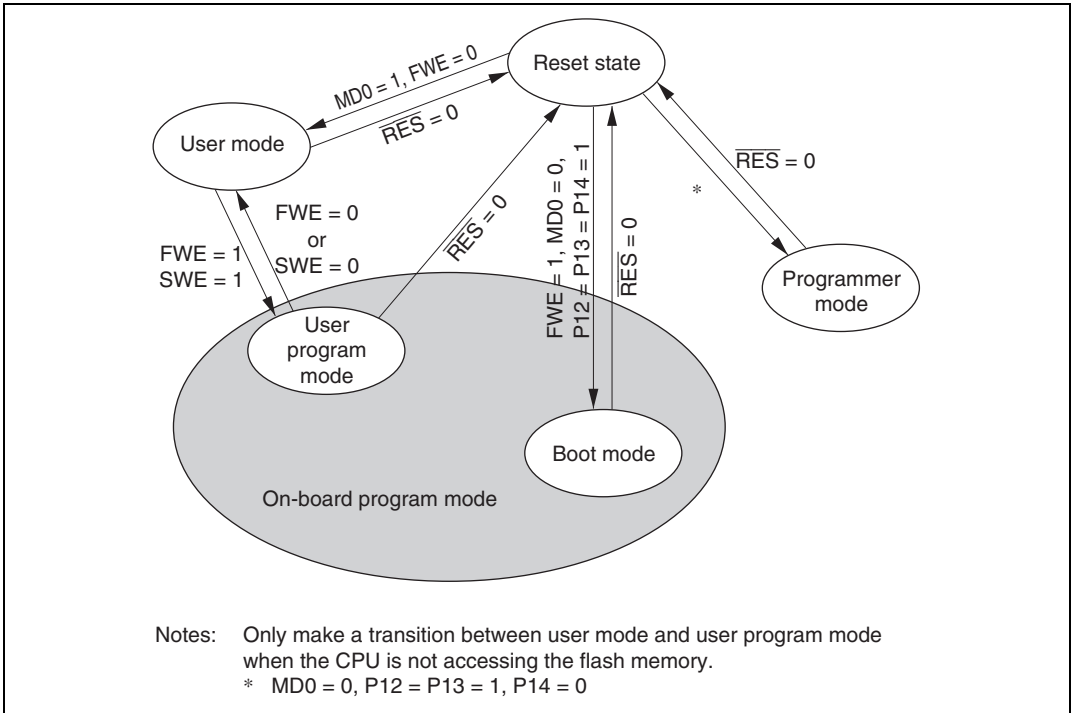 Reset state
MD0 = 1, FWE = 0
RES = 0
User mode
RES = 0
*
FWE = 0
or
SWE = 0
FWE = 1
SWE = 1
RES = 0
FWE = 1, MD0 = 0,
P12 = P13 = P14 = 1
RES = 0
Programmer
mode
User
program
mode
Boot mode
On-board program mode
Notes: Only make a transition between user mode and user program mode
when the CPU is not accessing the flash memory.
* MD0 = 0, P12 = P13 = 1, P14 = 0